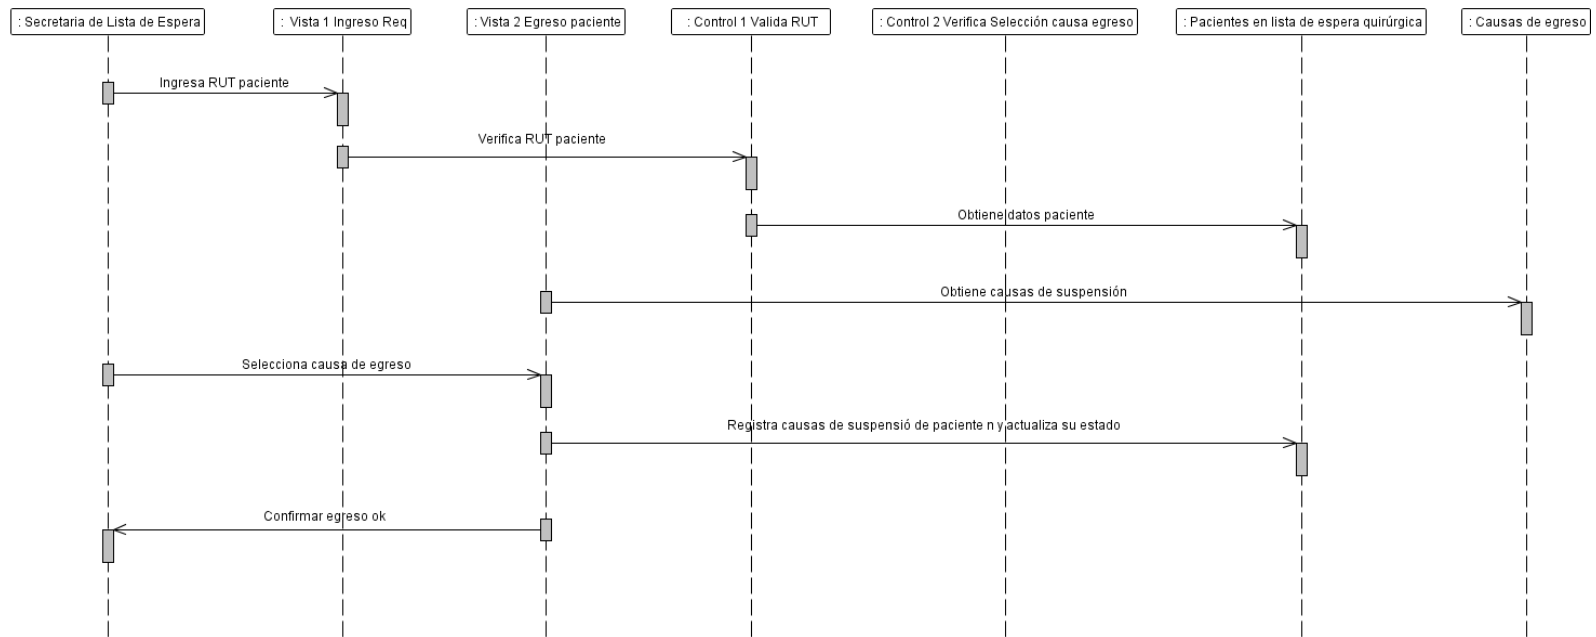 : Secretaria de Lista de Espera
: Vista 1 Ingreso Req
: Vista 2 Egreso paciente
: Control 1 Valida RUT
: Control 2 Verifica Selección causa egreso
: Pacientes en lista de espera quirúrgica
: Causas de egreso
Ingresa RUT paciente
Verifica RUT paciente
Obtiene datos paciente
Obtiene causas de suspensión
Selecciona causa de egreso
Registra causas de suspensió de paciente n y actualiza su estado
Confirmar egreso ok